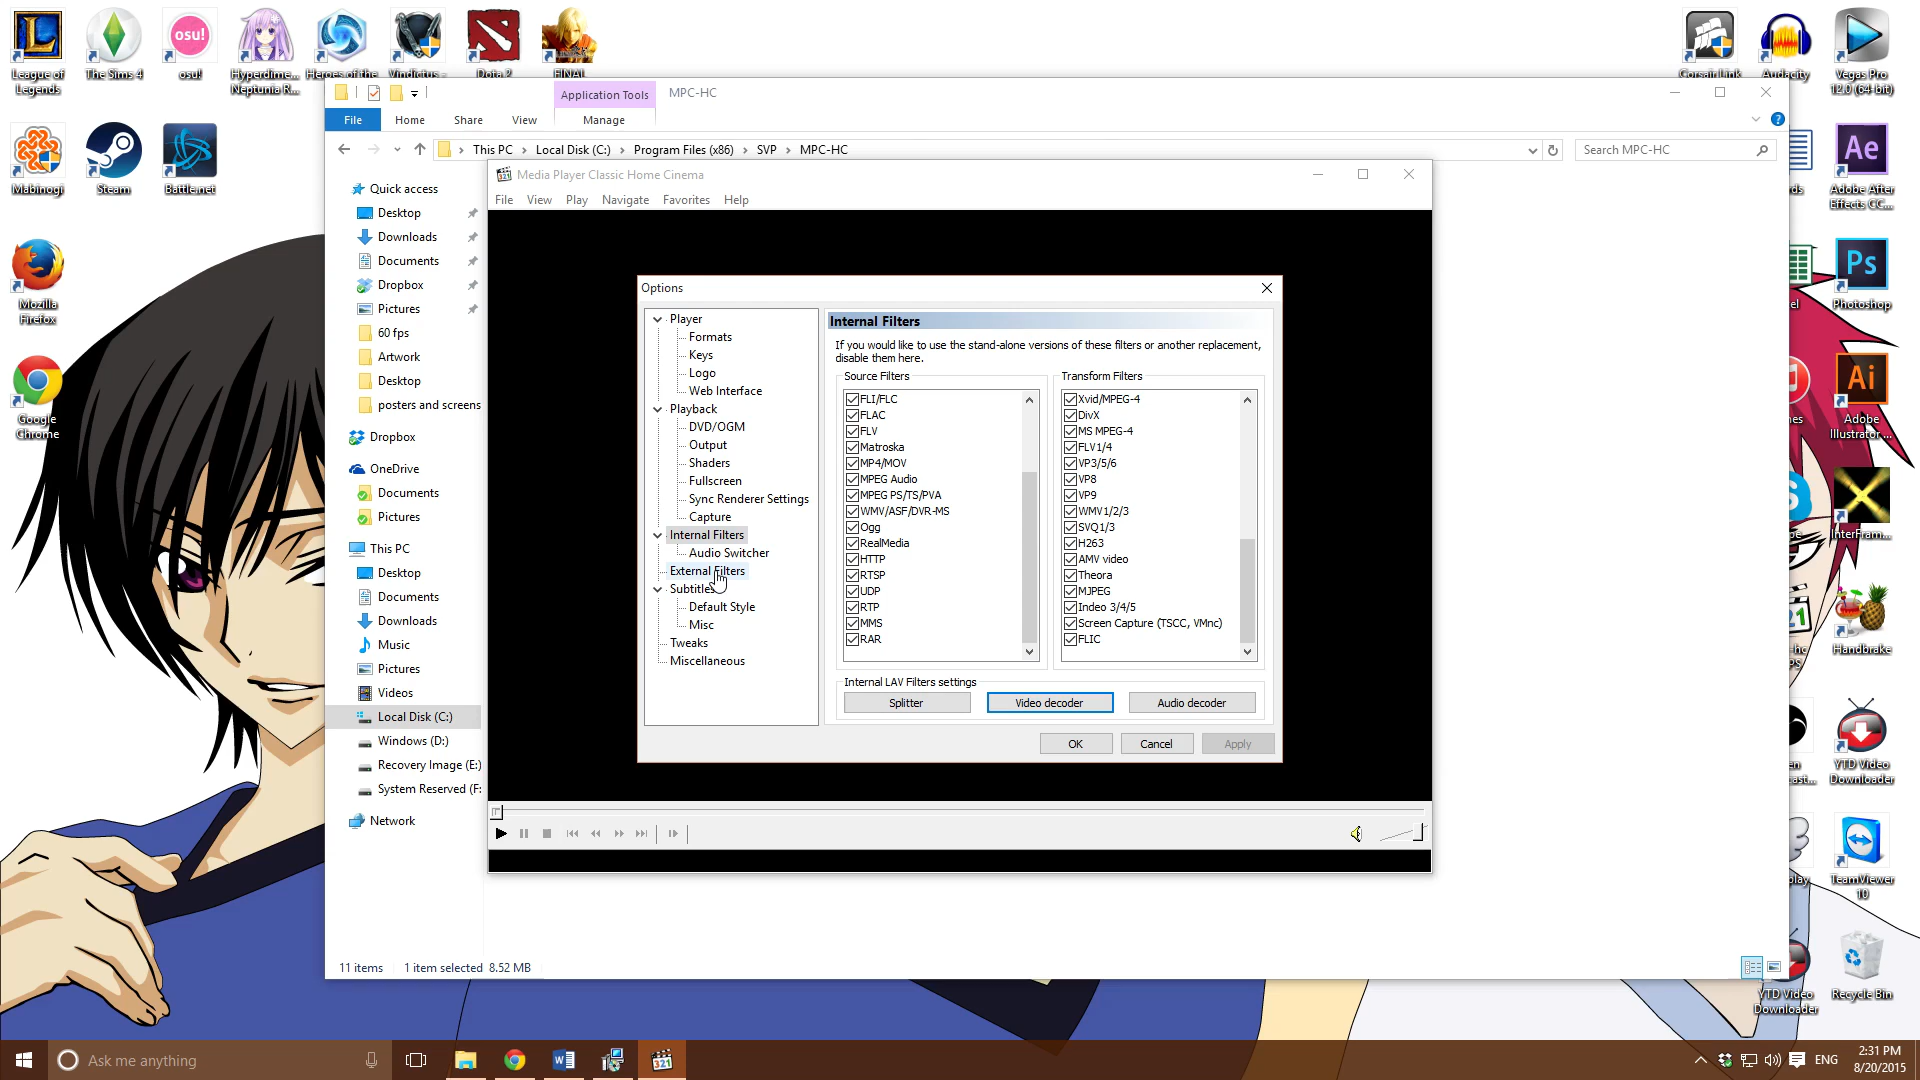 League of
Legends
The Sims 4
osu!
osu!
Hyperdime...
Neptunia R...
Heroes of the
Vindictus -
Dota 2
FINAL
Corsair Link
Audacity
Vegas Pro
12.0 (64-bit)
Application Tools
MPC-HC
File
Home
Share
View
Manage
This PC
Local Disk (C:)
Program Files (x86)
SVP
MPC-HC
Search MPC-HC
Mabinogi
Steam
Battle.net
Mozilla
Firefox
Google
Chrome
Quick access
Desktop
Downloads
Documents
Dropbox
Pictures
60 fps
Artwork
Desktop
posters and screens
Dropbox
OneDrive
Documents
Pictures
This PC
Desktop
Documents
Downloads
Music
Pictures
Videos
Local Disk (C:)
Windows (D:)
Recovery Image (E:)
System Reserved (F:
Network
11 items
1 item selected 8.52 MB
321
Media Player Classic Home Cinema
File
View
Play
Navigate
Favorites
Help
Options
Player
Formats
Keys
Logo
Web Interface
Playback
DVD/OGM
Output
Shaders
Fullscreen
Sync Renderer Settings
Capture
Internal Filters
Audio Switcher
External Filters
Subtitles
Default Style
Misc
Tweaks
Miscellaneous
Internal Filters
If you would like to use the stand-alone versions of these filters or another replacement,
disable them here.
Source Filters
FLI/FLC
FLAC
FLV
Matroska
MP4/MOV
MPEG Audio
MPEG PS/TS/PVA
WMV/ASF/DVR-MS
Ogg
RealMedia
HTTP
RTSP
UDP
RTP
MMS
RAR
Transform Filters
Xvid/MPEG-4
DivX
MS MPEG-4
FLV1/4
VP3/5/6
VP8
VP9
WMV1/2/3
SVQ1/3
H263
AMV video
Theora
MJPEG
Indeo 3/4/5
Screen Capture (TSCC, VMnc)
FLIC
Internal LAV Filters settings
Splitter
Video decoder
Audio decoder
OK
Cancel
Apply
Ae
Adobe After
Effects CC...
Ps
Photoshop
Ai
Adobe
Illustrator ...
InterFram...
Handbrake
YTD Video
Downloader
TeamViewer
10
YTD Video
Downloader
Recycle Bin
Ask me anything
321
ENG
2:31 PM
8/20/2015